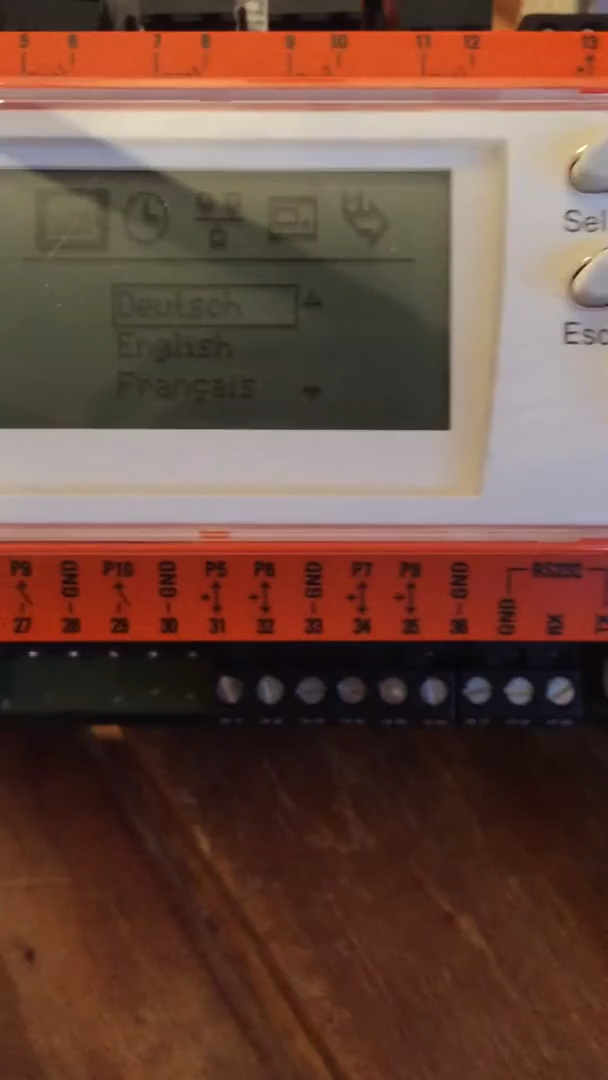 5 6 7 8 9 10 11 12 13
Sel
Deutsch
English
Esc
Français
P9 GND P10 GND P5 P6 GND P7 P8 GND GND RS232 RX
27 28 29 30 31 32 33 34 35 36